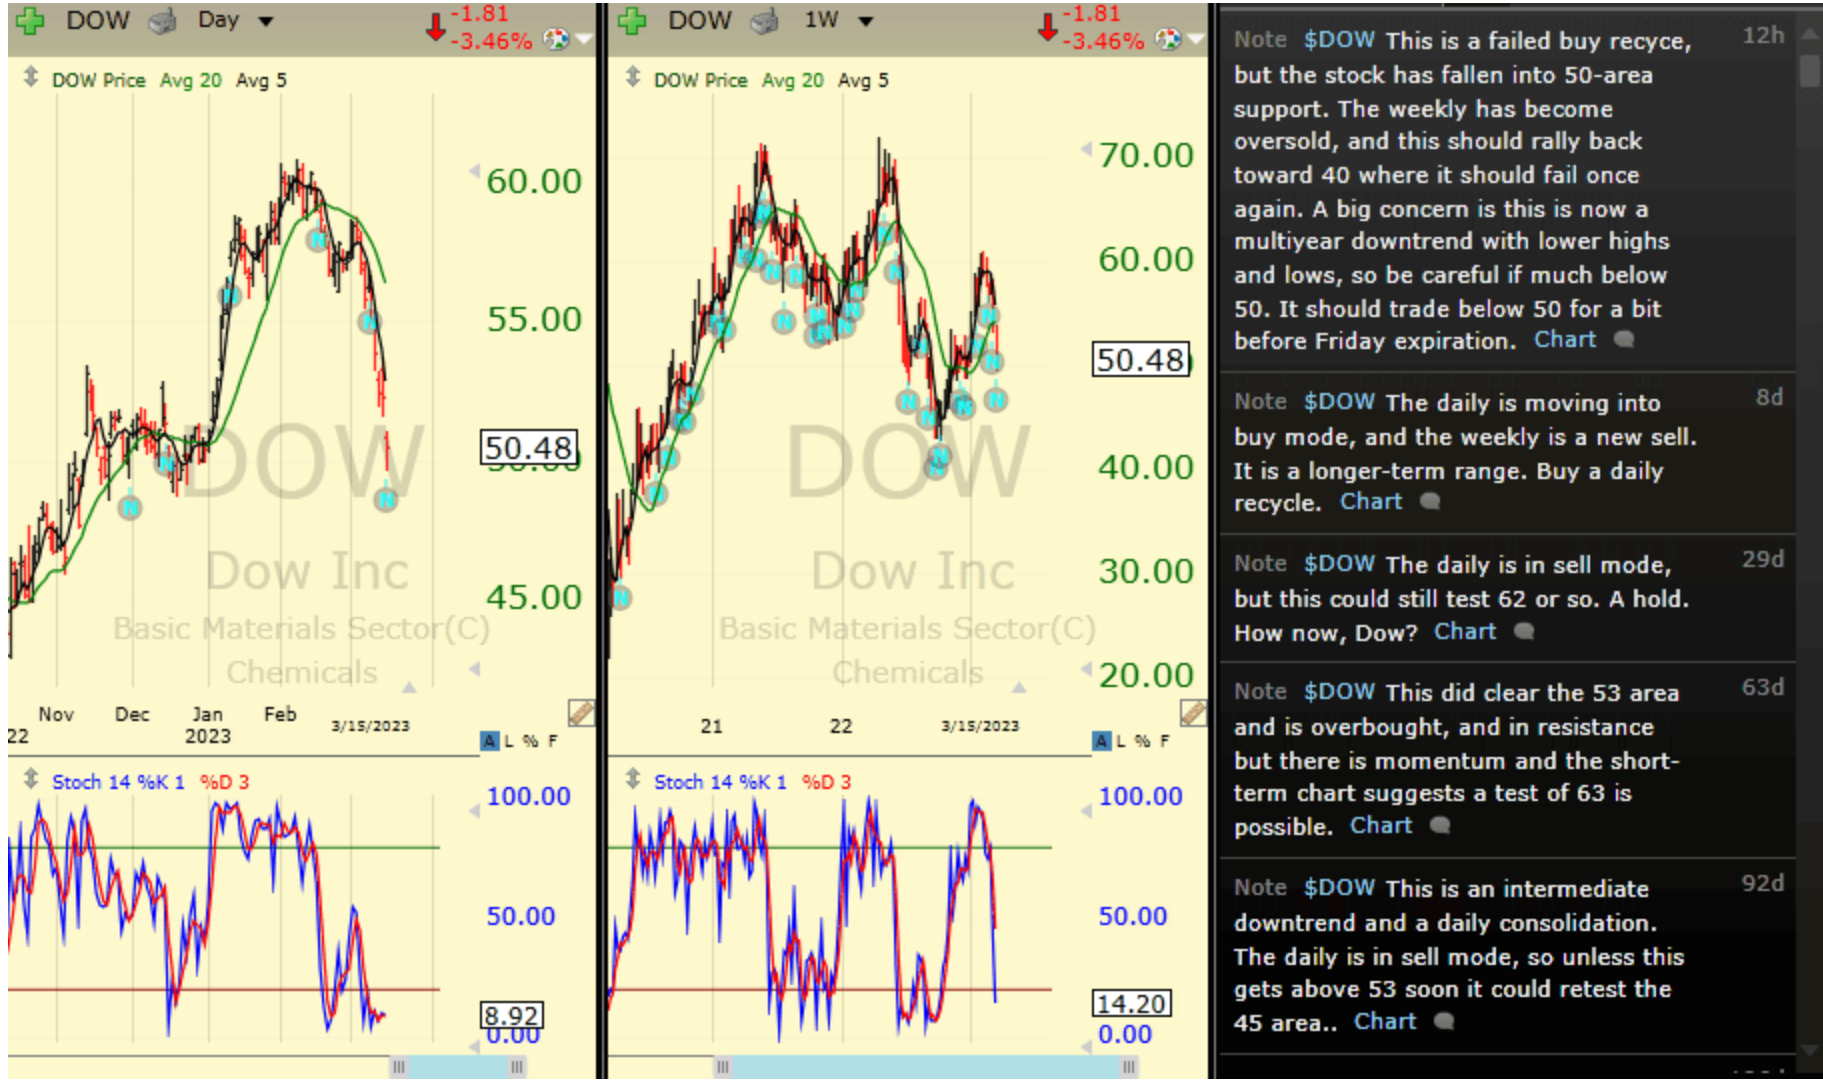 DOW Day
-1.81
-3.46%
DOW Price Avg 20 Avg 5
60.00
55.00
50.48
45.00
DOW
Dow Inc
Basic Materials Sector(C)
Chemicals
Nov Dec Jan Feb
22 2023 3/15/2023
A L % F
Stoch 14 %K 1 %D 3
100.00
50.00
8.92
0.00
DOW 1W
-1.81
-3.46%
DOW Price Avg 20 Avg 5
70.00
60.00
50.48
40.00
30.00
20.00
DOW
Dow Inc
Basic Materials Sector(C)
Chemicals
21 22 3/15/2023
A L % F
Stoch 14 %K 1 %D 3
100.00
50.00
14.20
0.00
Note $DOW This is a failed buy recyce, 12h
but the stock has fallen into 50-area
support. The weekly has become
oversold, and this should rally back
toward 40 where it should fail once
again. A big concern is this is now a
multiyear downtrend with lower highs
and lows, so be careful if much below
50. It should trade below 50 for a bit
before Friday expiration. Chart
Note $DOW The daily is moving into 8d
buy mode, and the weekly is a new sell.
It is a longer-term range. Buy a daily
recycle. Chart
Note $DOW The daily is in sell mode, 29d
but this could still test 62 or so. A hold.
How now, Dow? Chart
Note $DOW This did clear the 53 area 63d
and is overbought, and in resistance
but there is momentum and the short-
term chart suggests a test of 63 is
possible. Chart
Note $DOW This is an intermediate 92d
downtrend and a daily consolidation.
The daily is in sell mode, so unless this
gets above 53 soon it could retest the
45 area.. Chart